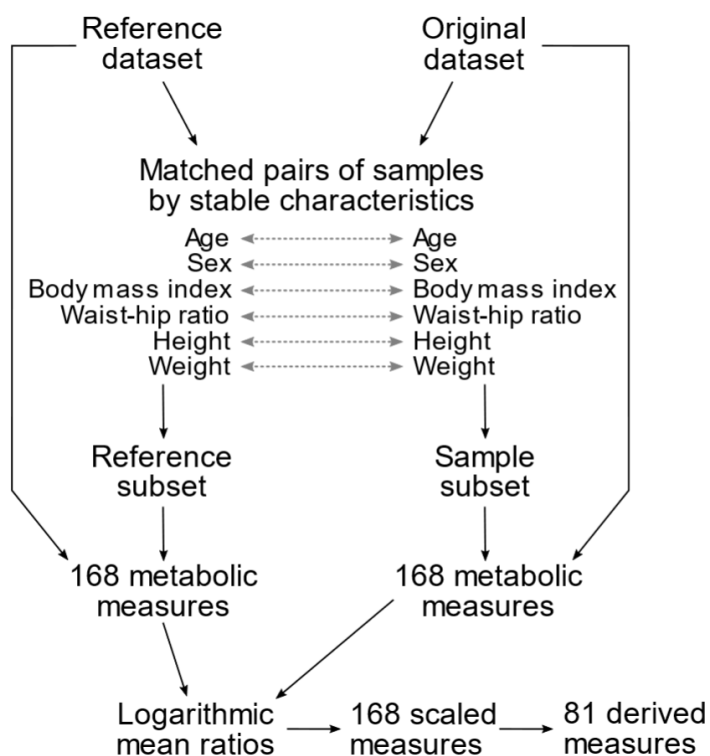 Reference
dataset
Original
dataset
Matched pairs of samples
by stable characteristics
Age Age
Sex Sex
Body mass index Body mass index
Waist-hip ratio Waist-hip ratio
Height Height
Weight Weight
Reference
subset
Sample
subset
168 metabolic
measures
168 metabolic
measures
Logarithmic
mean ratios
168 scaled
measures
81 derived
measures